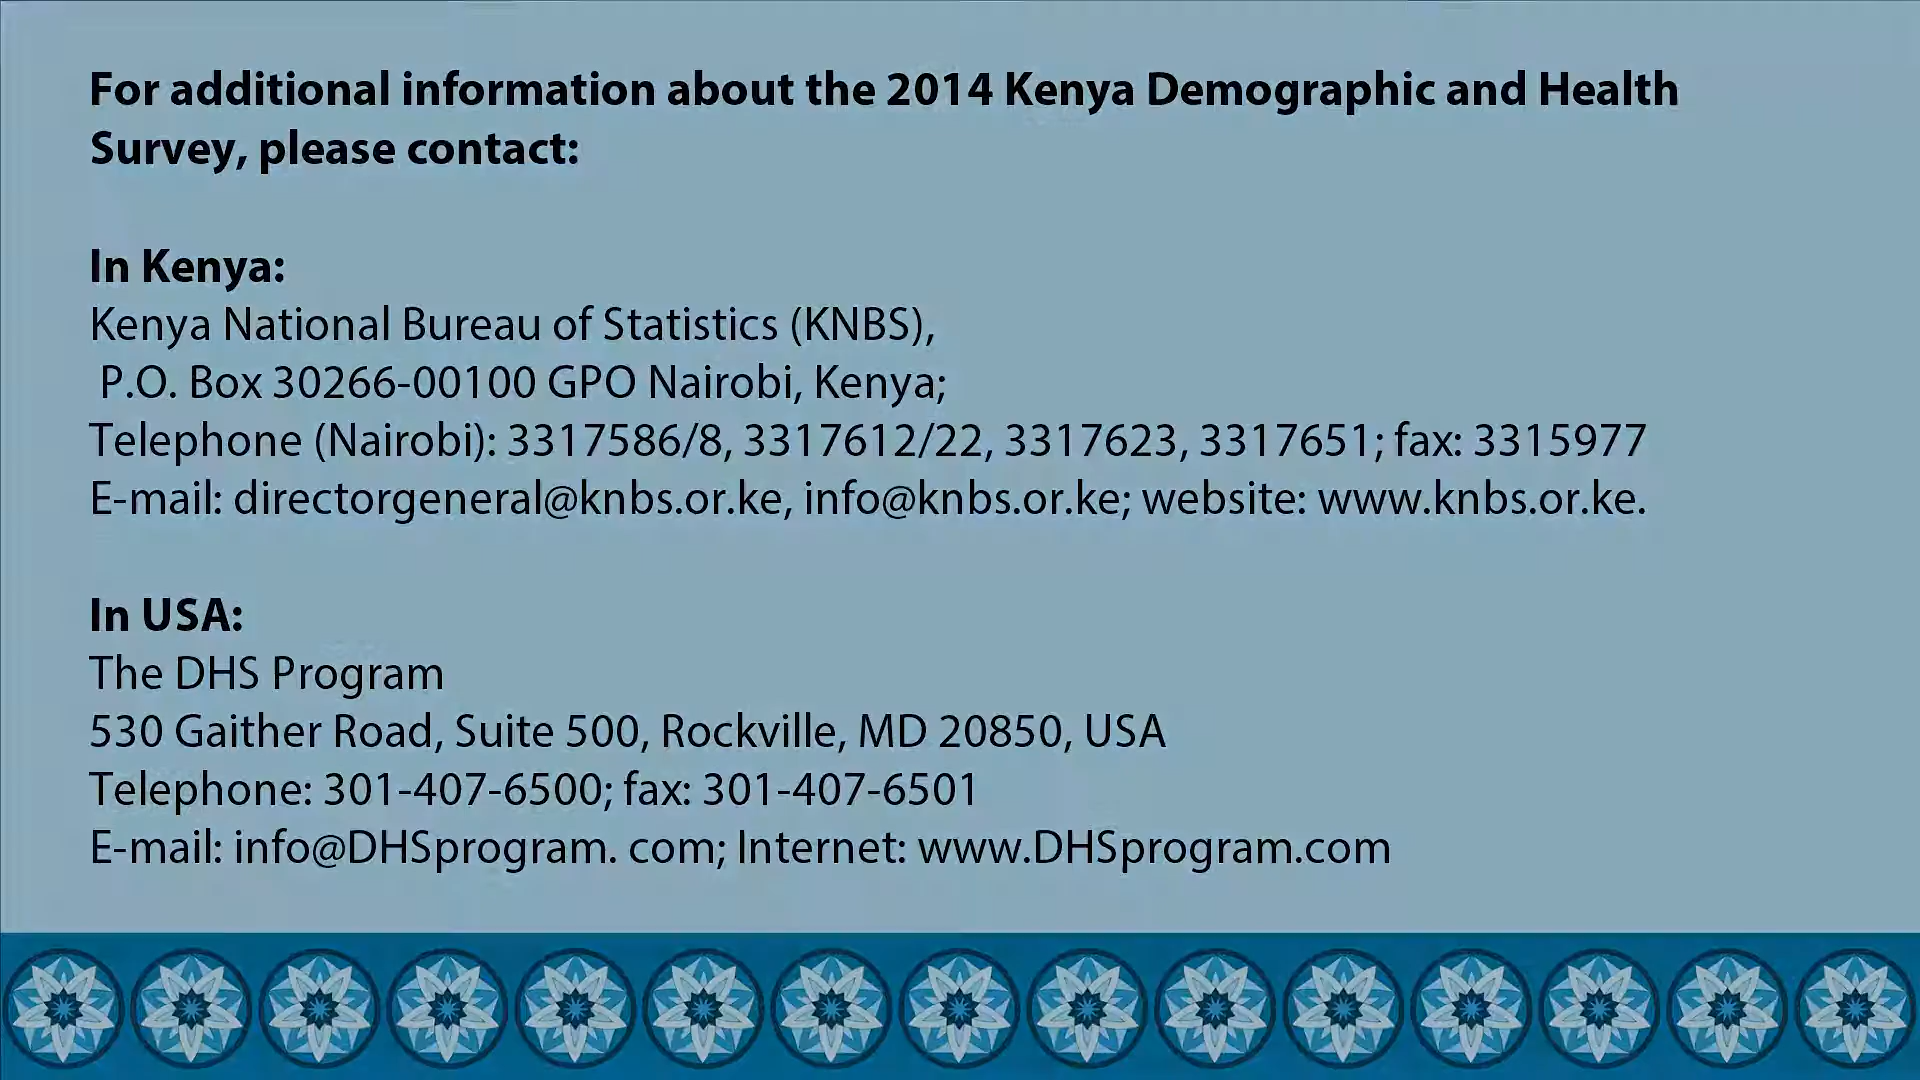 For additional information about the 2014 Kenya Demographic and Health
Survey, please contact:
In Kenya:
Kenya National Bureau of Statistics (KNBS),
P.O. Box 30266-00100 GPO Nairobi, Kenya;
Telephone (Nairobi): 3317586/8, 3317612/22, 3317623, 3317651; fax: 3315977
E-mail: directorgeneral@knbs.or.ke, info@knbs.or.ke; website: www.knbs.or.ke.
In USA:
The DHS Program
530 Gaither Road, Suite 500, Rockville, MD 20850, USA
Telephone: 301-407-6500; fax: 301-407-6501
E-mail: info@DHSprogram. com; Internet: www.DHSprogram.com